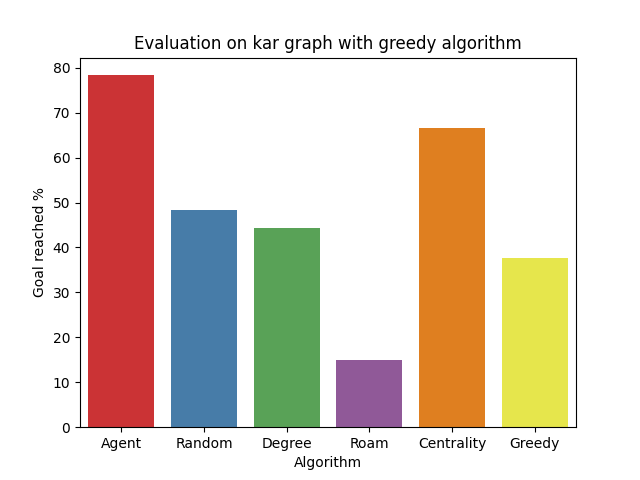 Evaluation on kar graph with greedy algorithm
80
70
60
50
40
30
20
10
0
Goal reached %
Agent Random Degree Roam Centrality Greedy
Algorithm